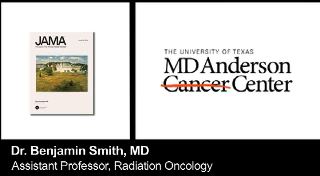 JAMA
THE UNIVERSITY OF TEXAS
MD Anderson
Cancer Center
Dr. Benjamin Smith, MD
Assistant Professor, Radiation Oncology